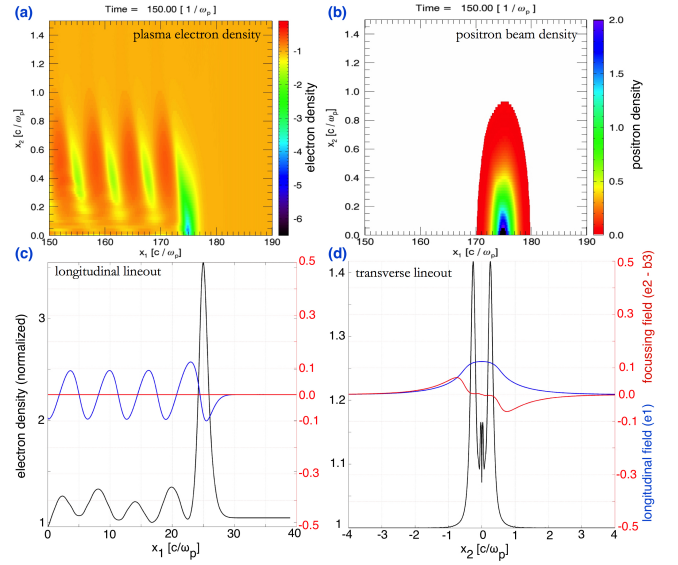 (a) Time = 150.00 [ 1 / ωp ]
plasma electron density
1.4
1.2
1.0
0.8
0.6
0.4
0.2
0.0
x2 [c / ωp]
150 160 170 180 190
x1 [c / ωp]
-1
-2
-3
-4
-5
-6
electron density
(b) Time = 150.00 [ 1 / ωp ]
positron beam density
1.4
1.2
1.0
0.8
0.6
0.4
0.2
0.0
x2 [c / ωp]
150 160 170 180 190
x1 [c / ωp]
2.0
1.5
1.0
0.5
0.0
positron density
(c)
longitudinal lineout
electron density (normalized)
3
2
1
0.5
0.3
0.1
0.0
-0.1
-0.3
-0.5
0 10 20 30 40
x1 [c/ωp]
(d)
transverse lineout
1.4
1.3
1.2
1.1
1
0.5
0.3
0.1
0.0
-0.1
-0.3
-0.5
-4 -3 -2 -1 0 1 2 3 4
x2 [c/ωp]
longitudinal field (e1)
focussing field (e2 - b3)